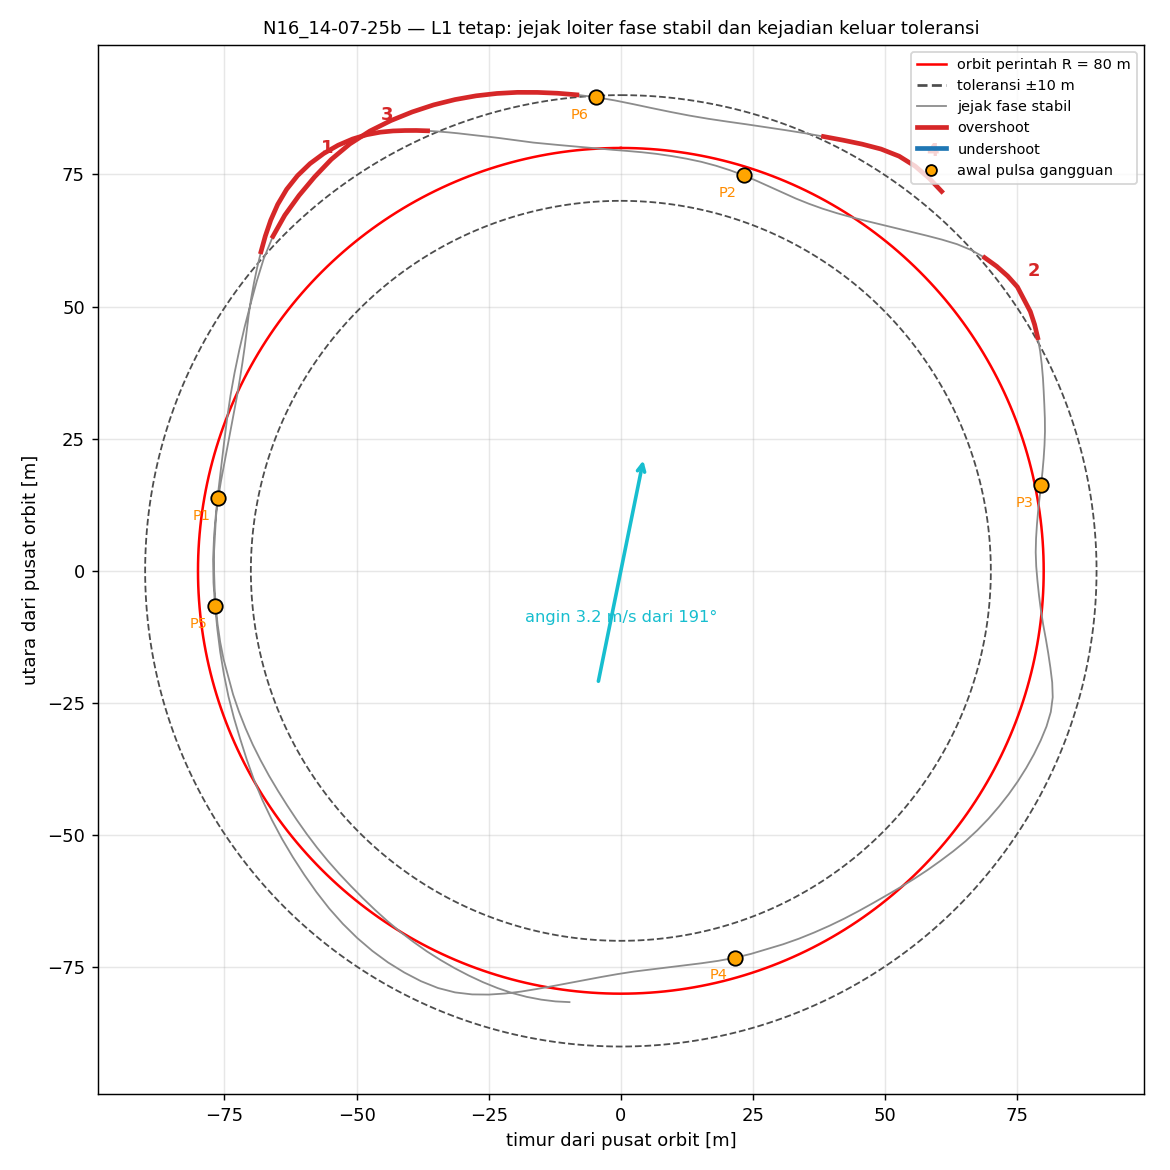 N16_14-07-25b — L1 tetap: jejak loiter fase stabil dan kejadian keluar toleransi
orbit perintah R = 80 m
toleransi ±10 m
jejak fase stabil
overshoot
undershoot
awal pulsa gangguan
3
1
P6
P2
2
P3
P1
P5
P4
angin 3.2 m/s dari 191°
75
50
25
0
−25
−50
−75
utara dari pusat orbit [m]
−75
−50
−25
0
25
50
75
timur dari pusat orbit [m]